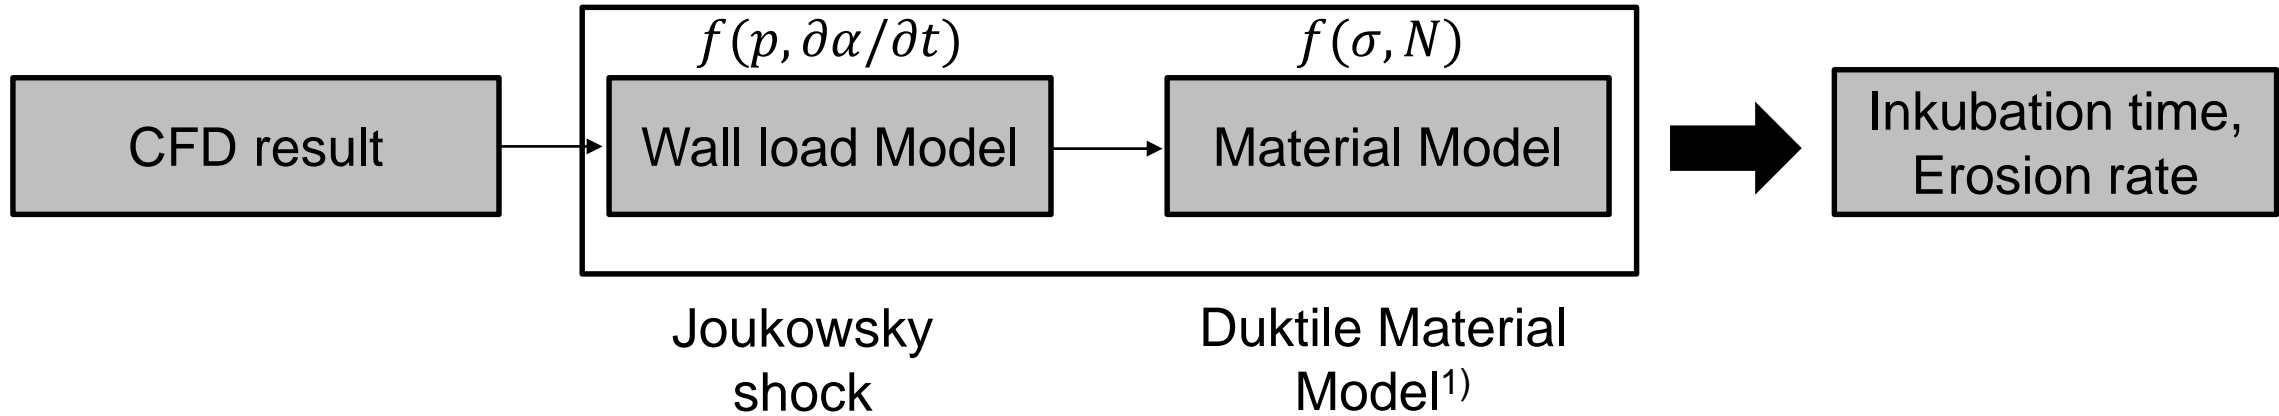 f(p, ∂α/∂t)
f(σ, N)
CFD result
Wall load Model
Material Model
Inkubation time,
Erosion rate
Joukowsky
shock
Duktile Material
Model¹⁾